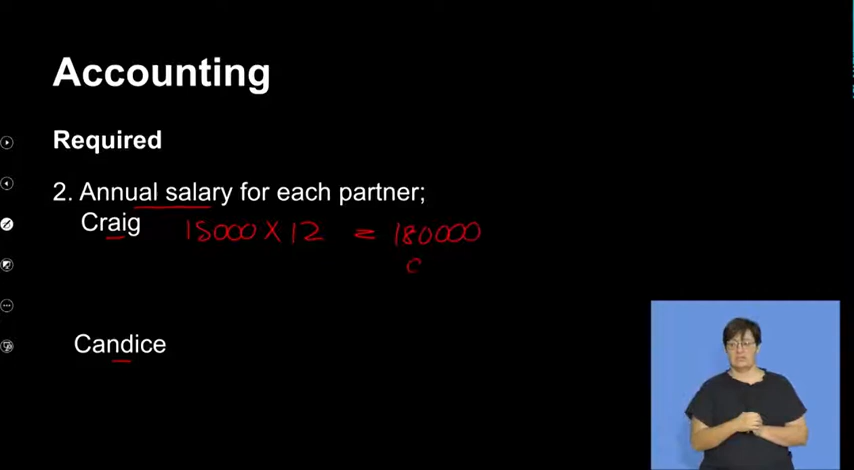 Accounting
Required
2. Annual salary for each partner;
Craig 15000 X 12 = 180000
Candice